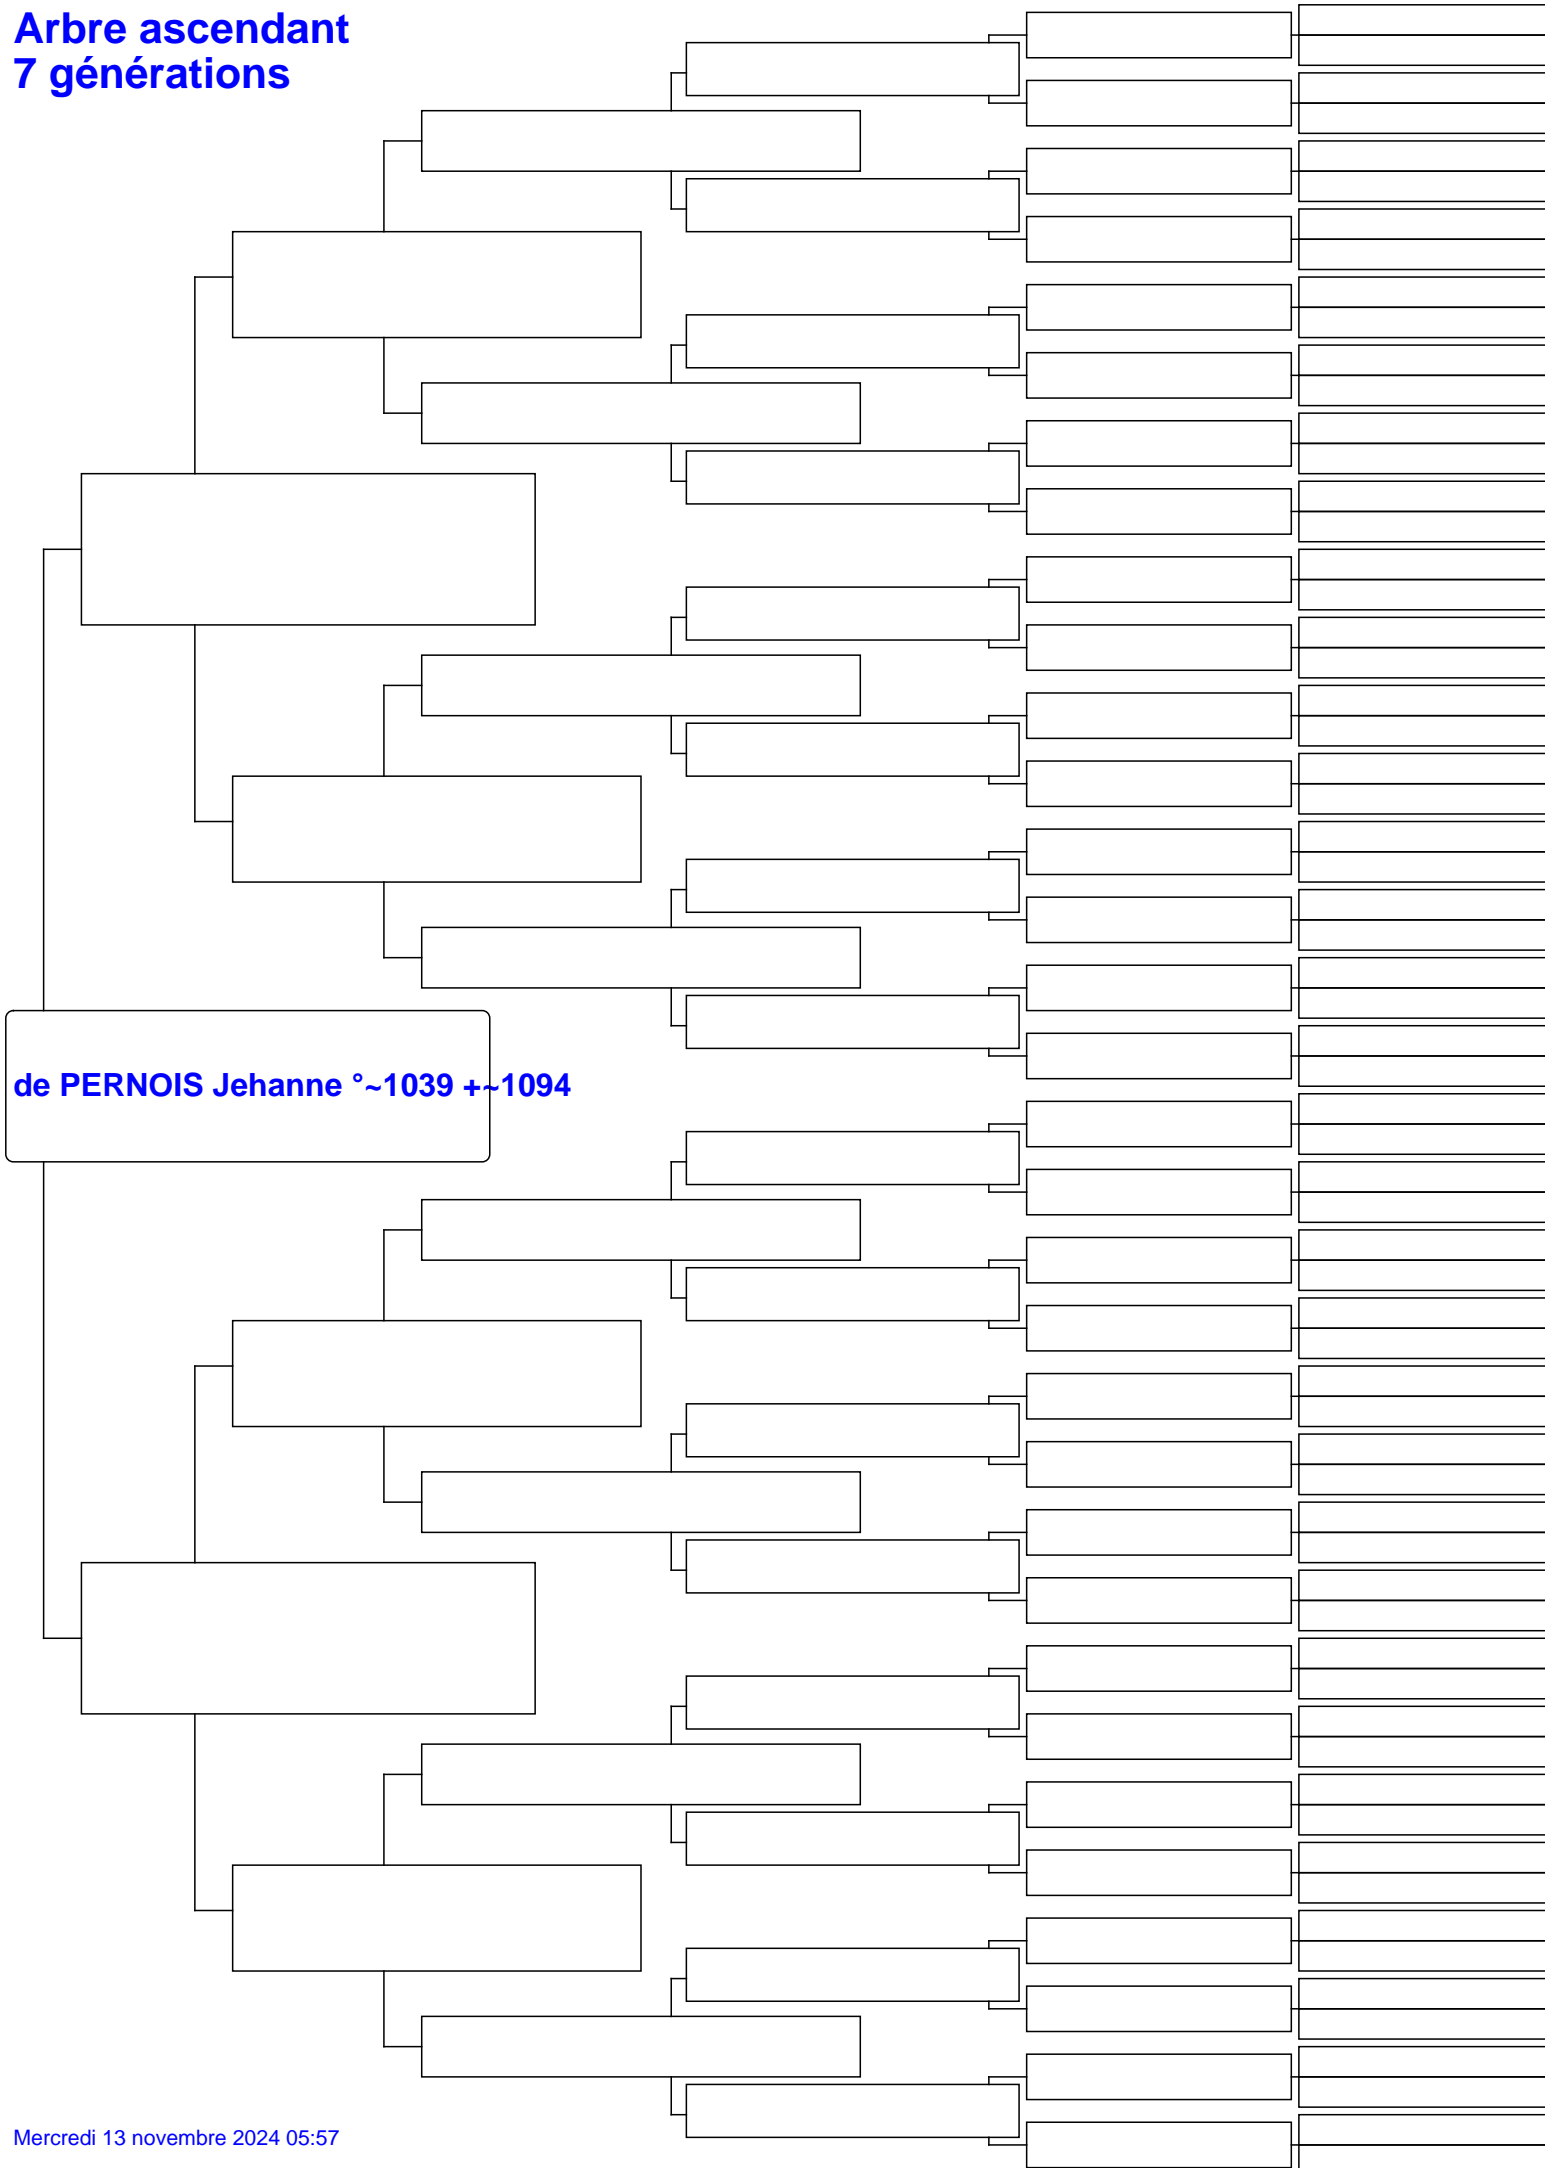 Arbre ascendant
7 générations
de PERNOIS Jehanne °~1039 +~1094
Mercredi 13 novembre 2024 05:57